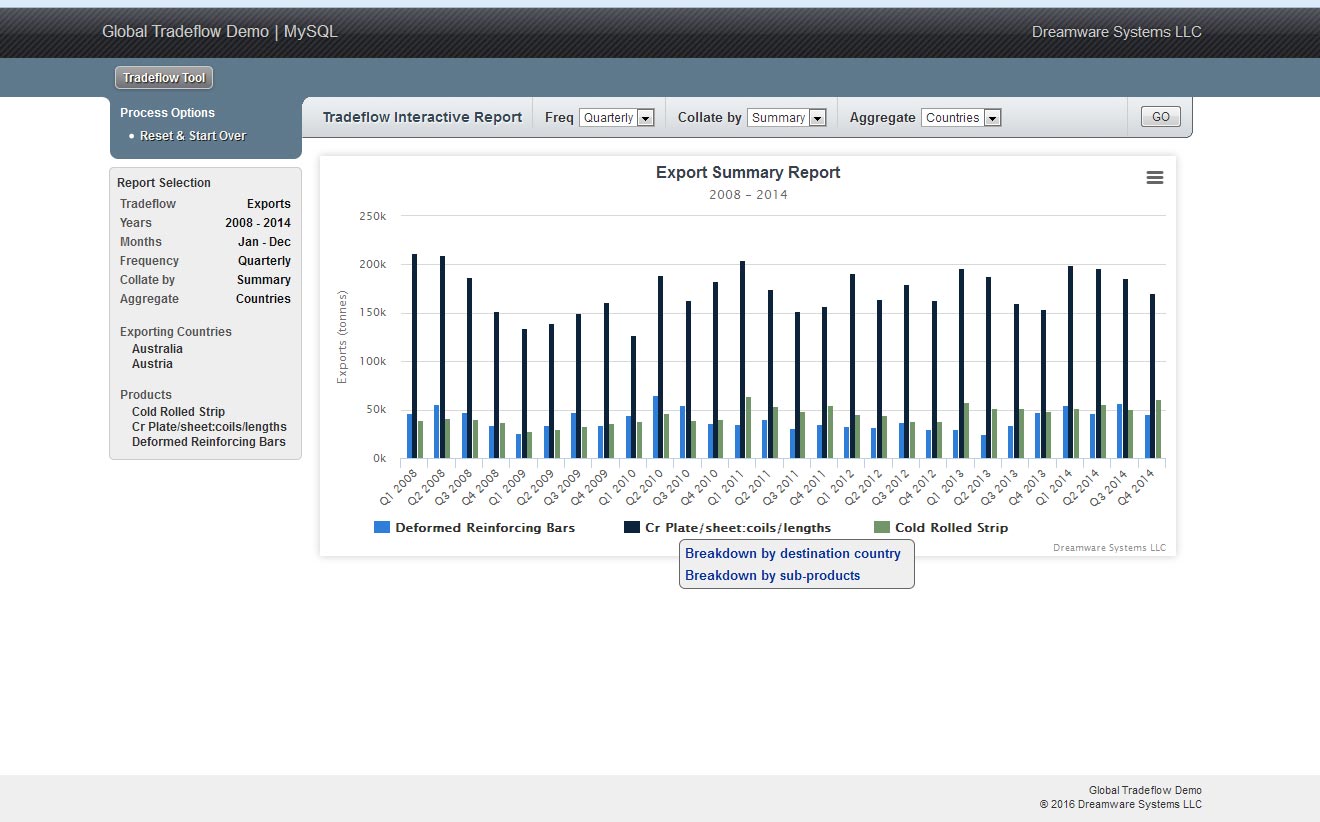 Global Tradeflow Demo | MySQL
Dreamware Systems LLC
Tradeflow Tool
Process Options
• Reset & Start Over
Tradeflow Interactive Report
Freq Quarterly
Collate by Summary
Aggregate Countries
GO
Report Selection
Tradeflow Exports
Years 2008 - 2014
Months Jan - Dec
Frequency Quarterly
Collate by Summary
Aggregate Countries
Exporting Countries
Australia
Austria
Products
Cold Rolled Strip
Cr Plate/sheet:coils/lengths
Deformed Reinforcing Bars
Export Summary Report
2008 – 2014
Exports (tonnes)
250k
200k
150k
100k
50k
0k
Q1 2008
Q2 2008
Q3 2008
Q4 2008
Q1 2009
Q2 2009
Q3 2009
Q4 2009
Q1 2010
Q2 2010
Q3 2010
Q4 2010
Q1 2011
Q2 2011
Q3 2011
Q4 2011
Q1 2012
Q2 2012
Q3 2012
Q4 2012
Q1 2013
Q2 2013
Q3 2013
Q4 2013
Q1 2014
Q2 2014
Q3 2014
Q4 2014
Deformed Reinforcing Bars
Cr Plate/sheet:coils/lengths
Cold Rolled Strip
Breakdown by destination country
Breakdown by sub-products
Dreamware Systems LLC
Global Tradeflow Demo
© 2016 Dreamware Systems LLC